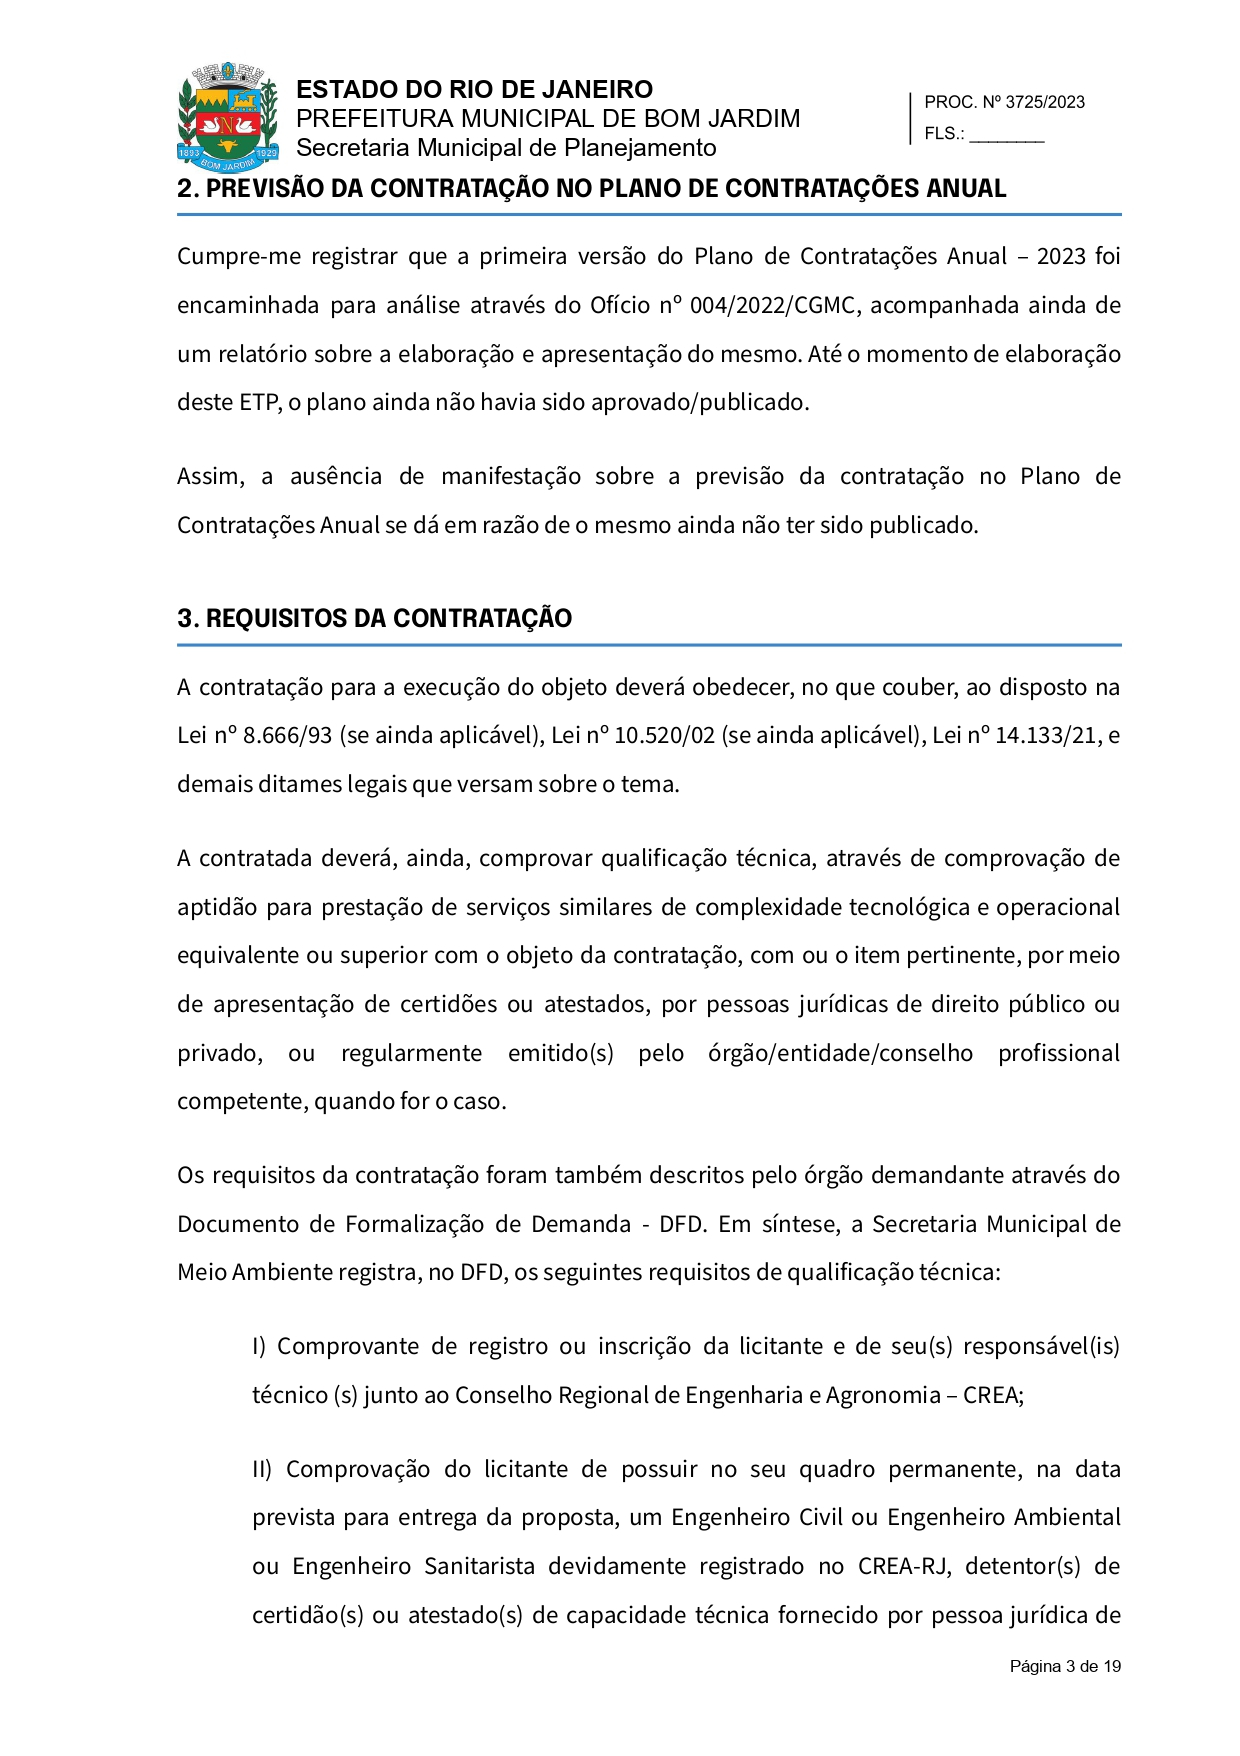 ESTADO DO RIO DE JANEIRO
PREFEITURA MUNICIPAL DE BOM JARDIM
Secretaria Municipal de Planejamento
PROC. Nº 3725/2023
FLS.: ________
1893
N
1929
BOM JARDIM
2. PREVISÃO DA CONTRATAÇÃO NO PLANO DE CONTRATAÇÕES ANUAL
Cumpre-me registrar que a primeira versão do Plano de Contratações Anual – 2023 foi
encaminhada para análise através do Ofício nº 004/2022/CGMC, acompanhada ainda de
um relatório sobre a elaboração e apresentação do mesmo. Até o momento de elaboração
deste ETP, o plano ainda não havia sido aprovado/publicado.
Assim, a ausência de manifestação sobre a previsão da contratação no Plano de
Contratações Anual se dá em razão de o mesmo ainda não ter sido publicado.
3. REQUISITOS DA CONTRATAÇÃO
A contratação para a execução do objeto deverá obedecer, no que couber, ao disposto na
Lei nº 8.666/93 (se ainda aplicável), Lei nº 10.520/02 (se ainda aplicável), Lei nº 14.133/21, e
demais ditames legais que versam sobre o tema.
A contratada deverá, ainda, comprovar qualificação técnica, através de comprovação de
aptidão para prestação de serviços similares de complexidade tecnológica e operacional
equivalente ou superior com o objeto da contratação, com ou o item pertinente, por meio
de apresentação de certidões ou atestados, por pessoas jurídicas de direito público ou
privado, ou regularmente emitido(s) pelo órgão/entidade/conselho profissional
competente, quando for o caso.
Os requisitos da contratação foram também descritos pelo órgão demandante através do
Documento de Formalização de Demanda - DFD. Em síntese, a Secretaria Municipal de
Meio Ambiente registra, no DFD, os seguintes requisitos de qualificação técnica:
I) Comprovante de registro ou inscrição da licitante e de seu(s) responsável(is)
técnico (s) junto ao Conselho Regional de Engenharia e Agronomia – CREA;
II) Comprovação do licitante de possuir no seu quadro permanente, na data
prevista para entrega da proposta, um Engenheiro Civil ou Engenheiro Ambiental
ou Engenheiro Sanitarista devidamente registrado no CREA-RJ, detentor(s) de
certidão(s) ou atestado(s) de capacidade técnica fornecido por pessoa jurídica de
Página 3 de 19